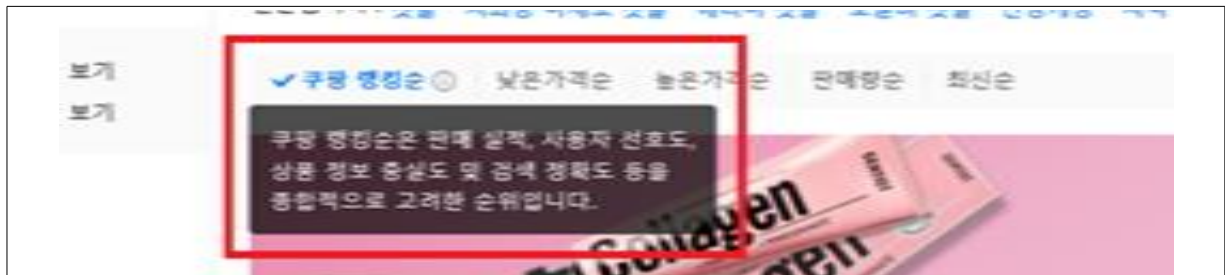 보기
✓ 쿠팡 랭킹순 낮은가격순 높은가격순 판매량순 최신순
보기
쿠팡 랭킹순은 판매 실적, 사용자 선호도,
상품 정보 충실도 및 검색 정확도 등을
종합적으로 고려한 순위입니다.
Collagen